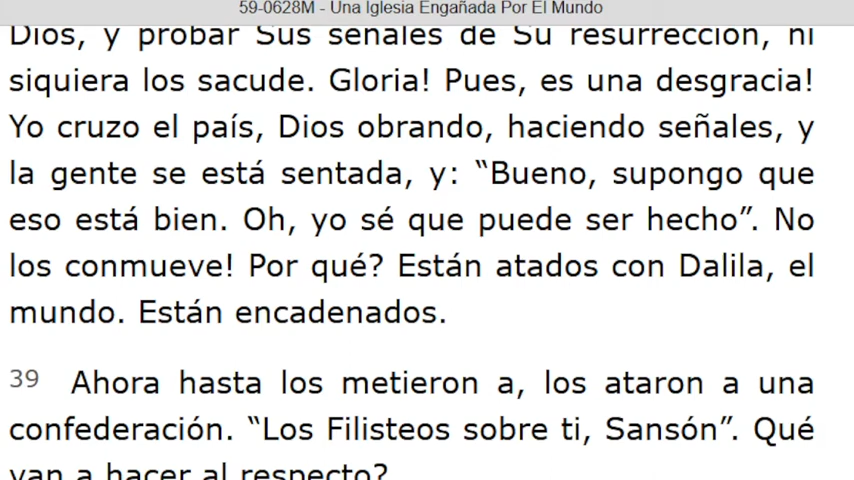 59-0628M - Una Iglesia Engañada Por El Mundo
Dios, y probar Sus señales de Su resurrección, ni
siquiera los sacude. Gloria! Pues, es una desgracia!
Yo cruzo el país, Dios obrando, haciendo señales, y
la gente se está sentada, y: “Bueno, supongo que
eso está bien. Oh, yo sé que puede ser hecho”. No
los conmueve! Por qué? Están atados con Dalila, el
mundo. Están encadenados.
39 Ahora hasta los metieron a, los ataron a una
confederación. “Los Filisteos sobre ti, Sansón”. Qué
van a hacer al respecto?